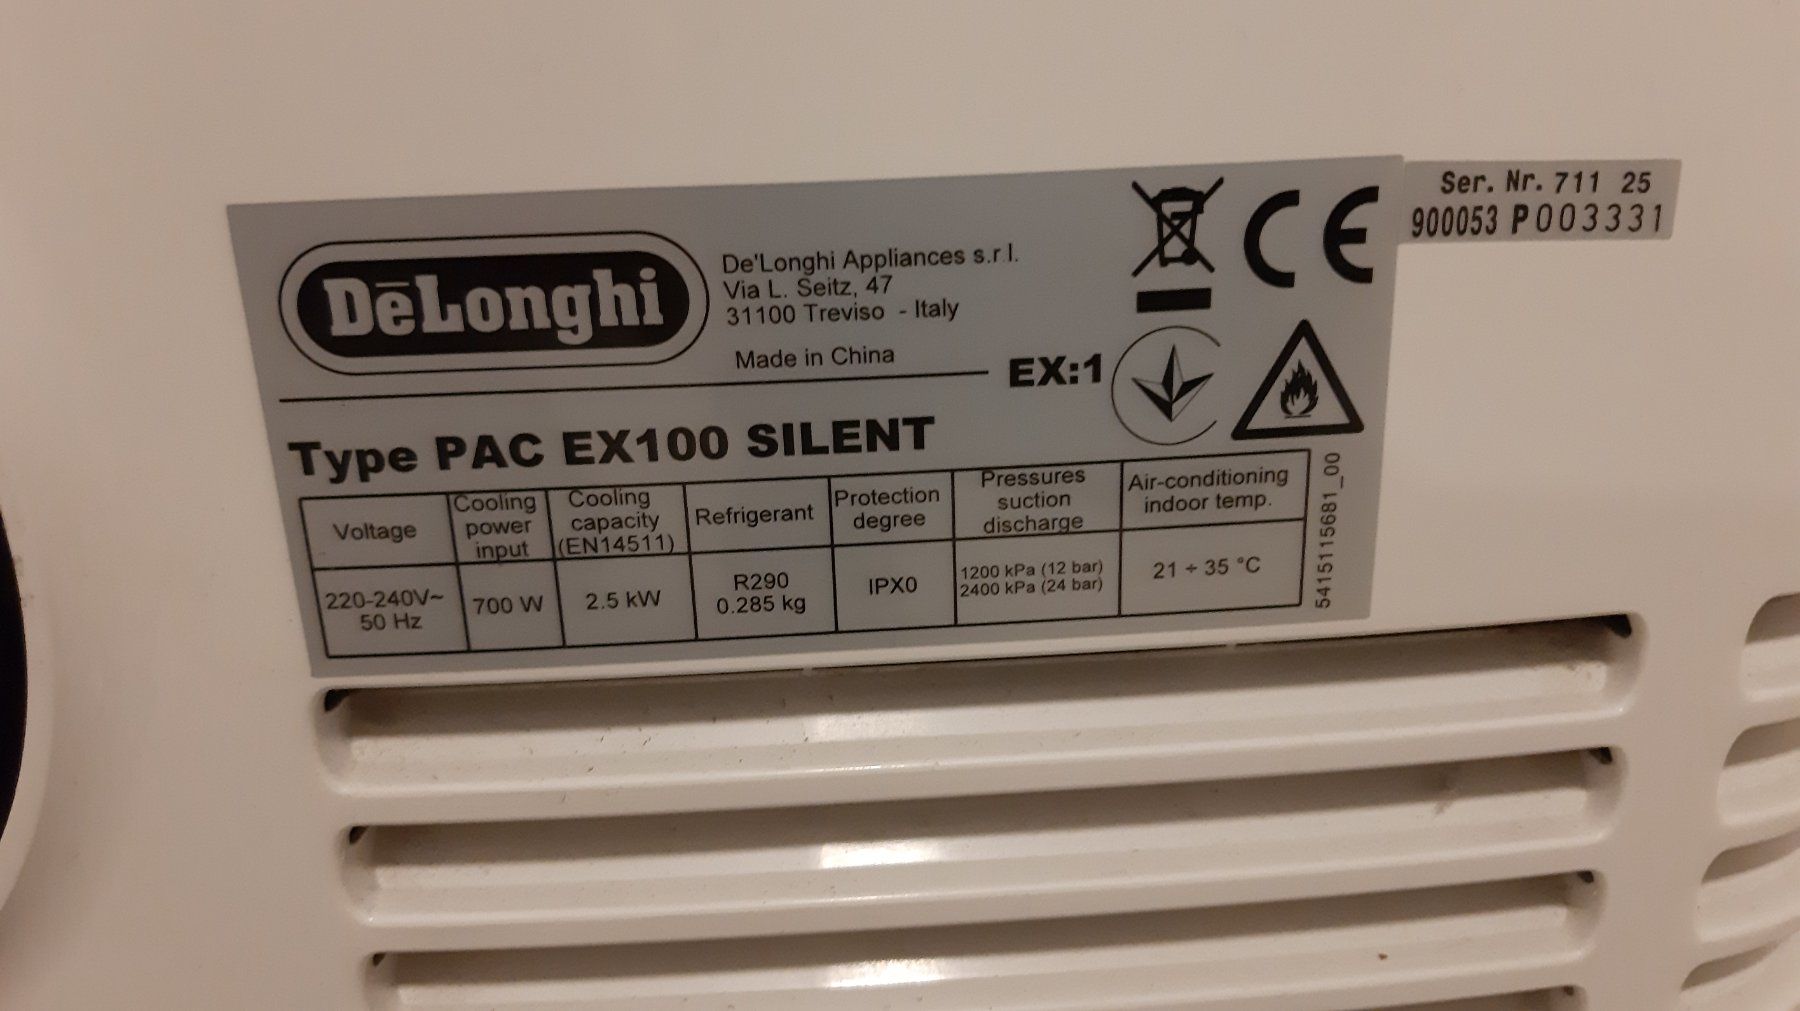 DēLonghi
De'Longhi Appliances s.r.l.
Via L. Seitz, 47
31100 Treviso - Italy
Made in China
CE
Ser. Nr. 711 25
900053 P003331
EX:1
Type PAC EX100 SILENT
Voltage
Cooling
power
input
Cooling
capacity
(EN14511)
Refrigerant
Protection
degree
Pressures
suction
discharge
Air-conditioning
indoor temp.
220-240V~
50 Hz
700 W
2.5 kW
R290
0.285 kg
IPX0
1200 kPa (12 bar)
2400 kPa (24 bar)
21 ÷ 35 °C
5415115681_00